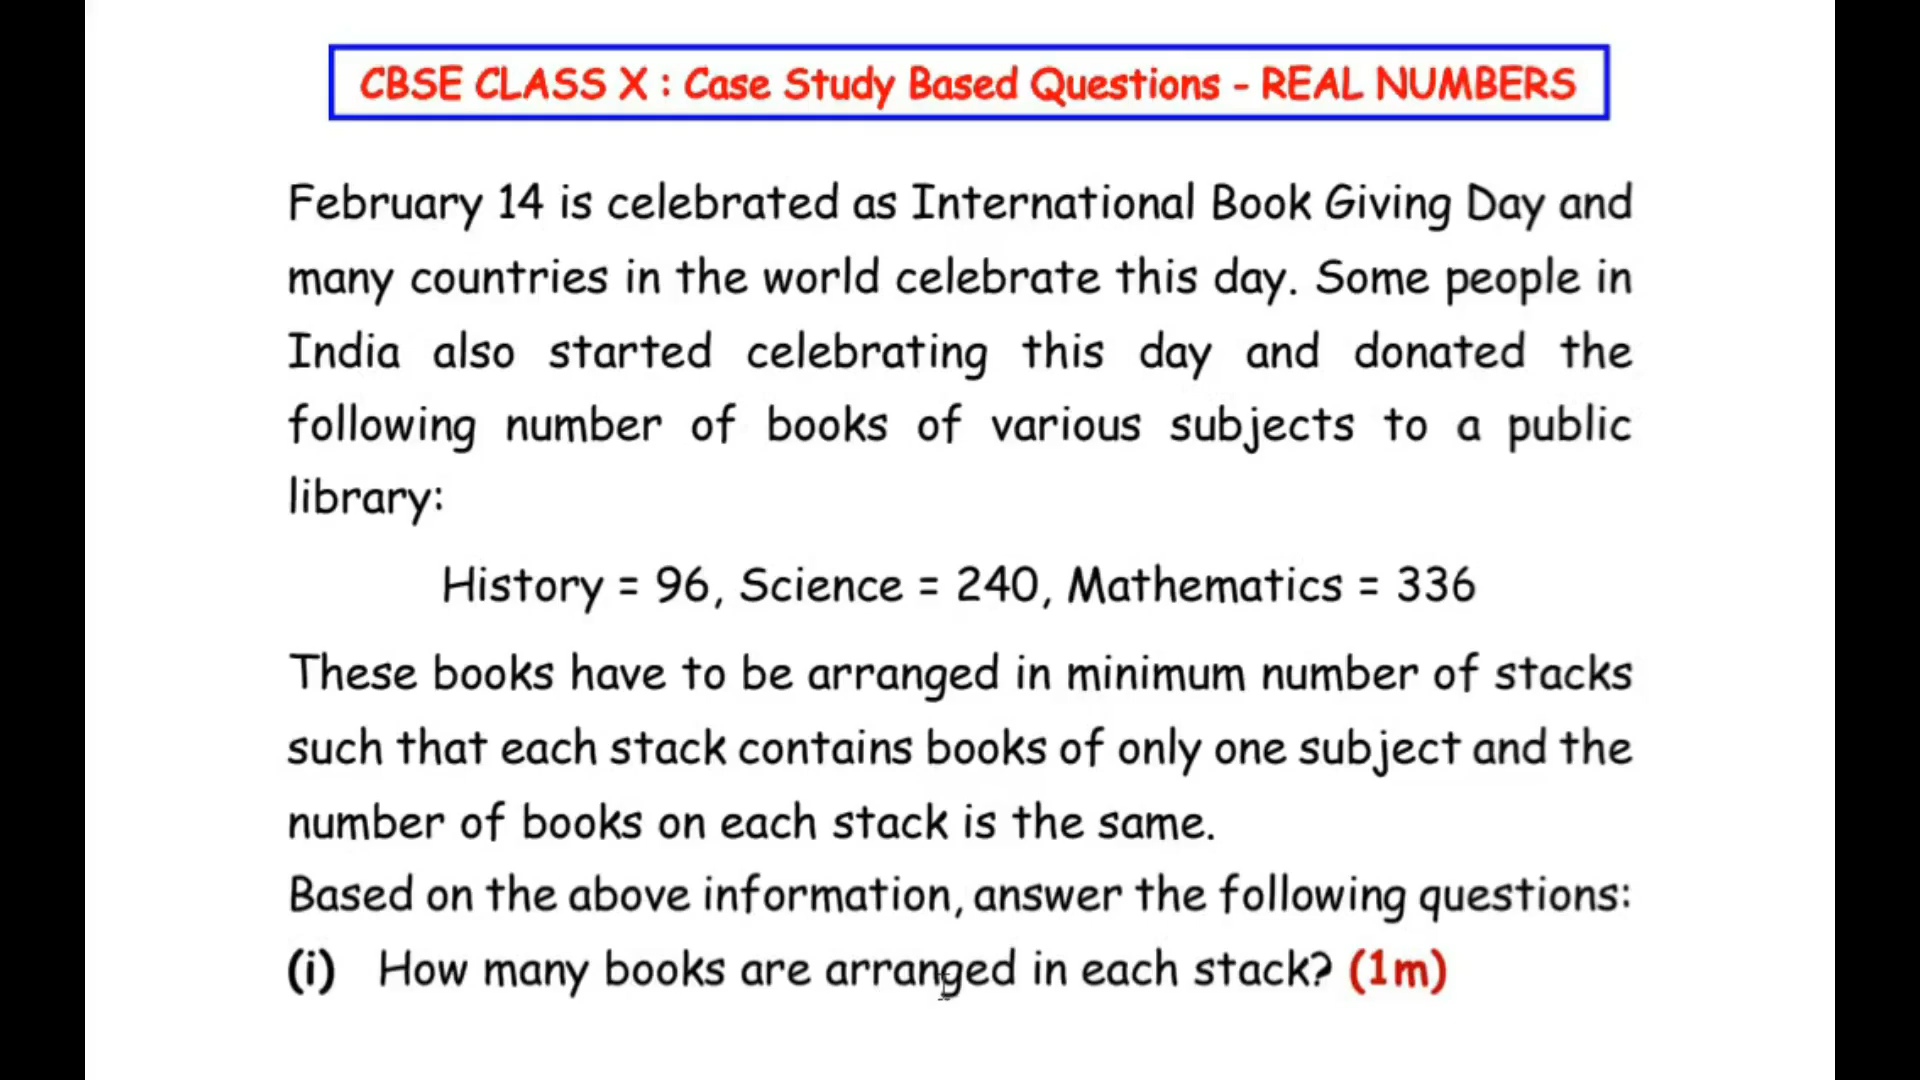 CBSE CLASS X : Case Study Based Questions - REAL NUMBERS
February 14 is celebrated as International Book Giving Day and
many countries in the world celebrate this day. Some people in
India also started celebrating this day and donated the
following number of books of various subjects to a public
library:
History = 96, Science = 240, Mathematics = 336
These books have to be arranged in minimum number of stacks
such that each stack contains books of only one subject and the
number of books on each stack is the same.
Based on the above information, answer the following questions:
(i) How many books are arranged in each stack? (1m)